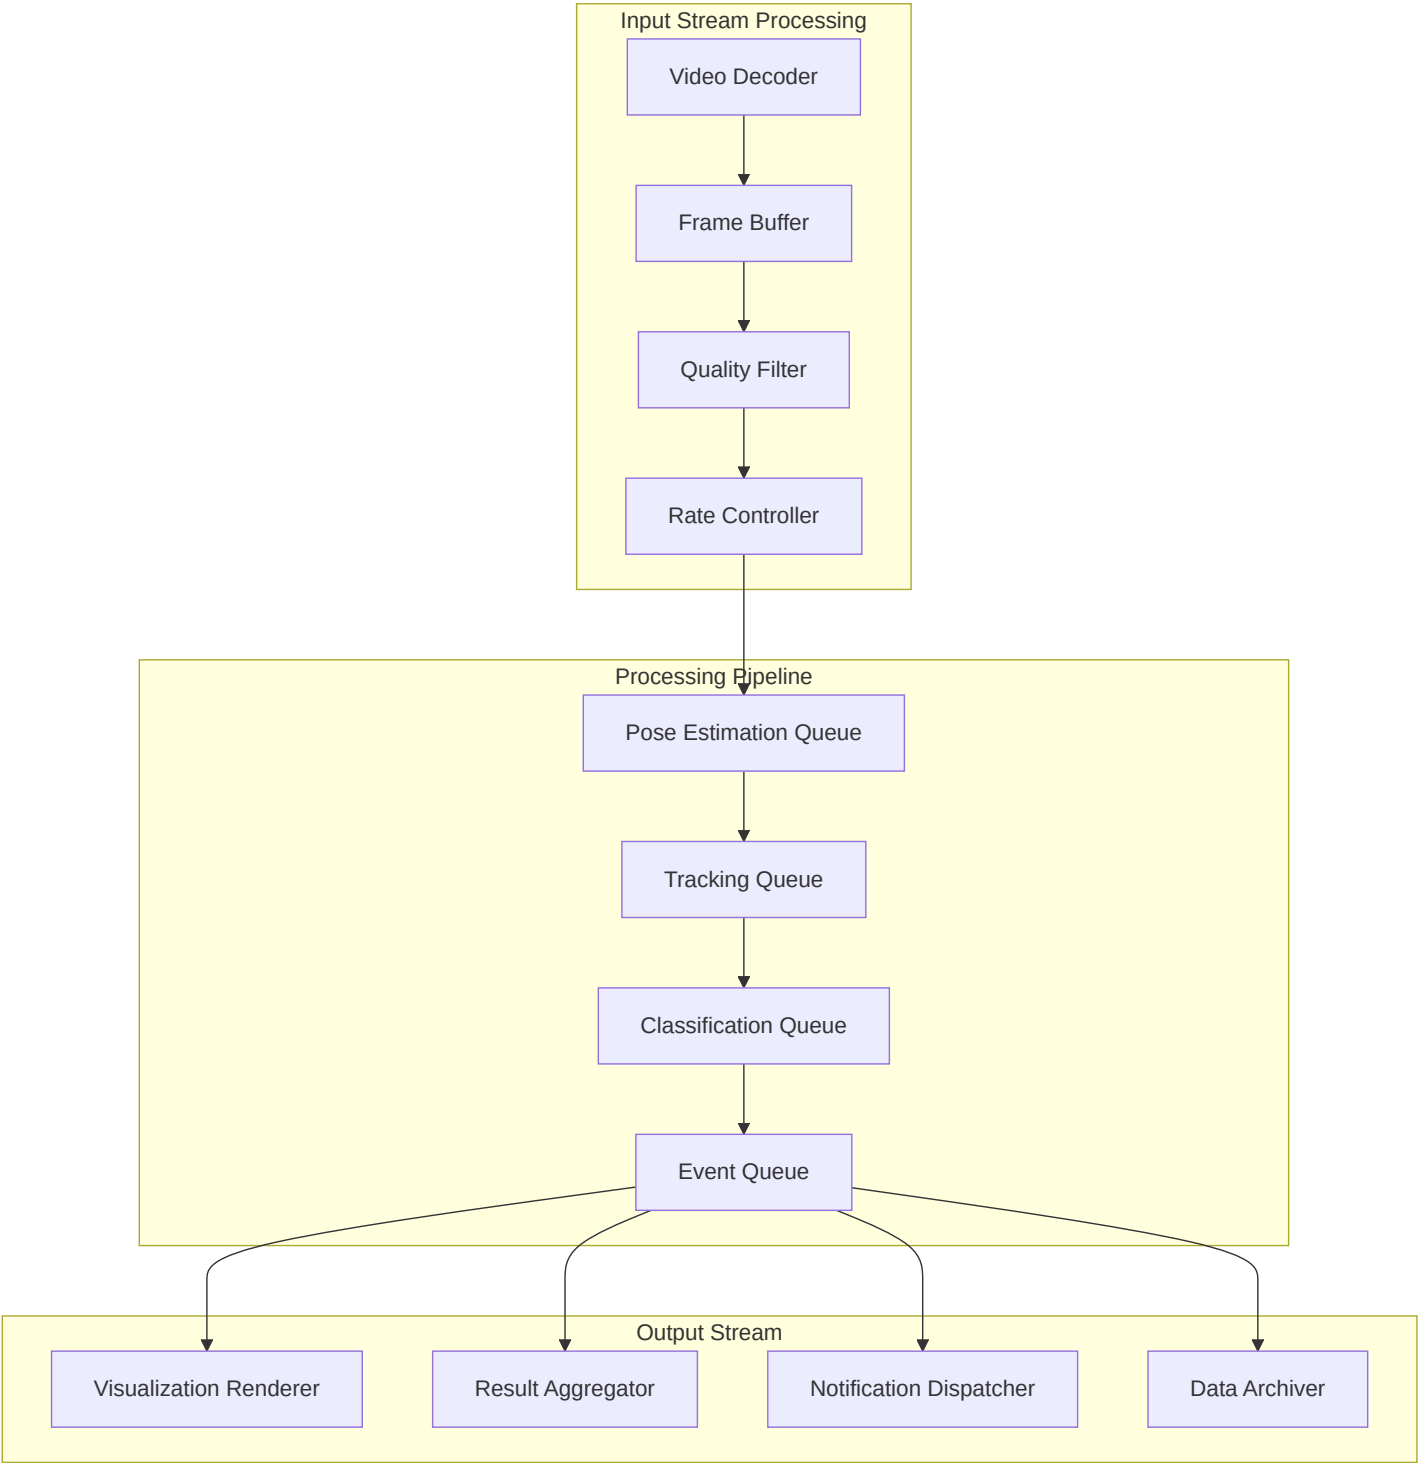 Input Stream Processing
Video Decoder
Frame Buffer
Quality Filter
Rate Controller
Processing Pipeline
Pose Estimation Queue
Tracking Queue
Classification Queue
Event Queue
Output Stream
Visualization Renderer
Result Aggregator
Notification Dispatcher
Data Archiver